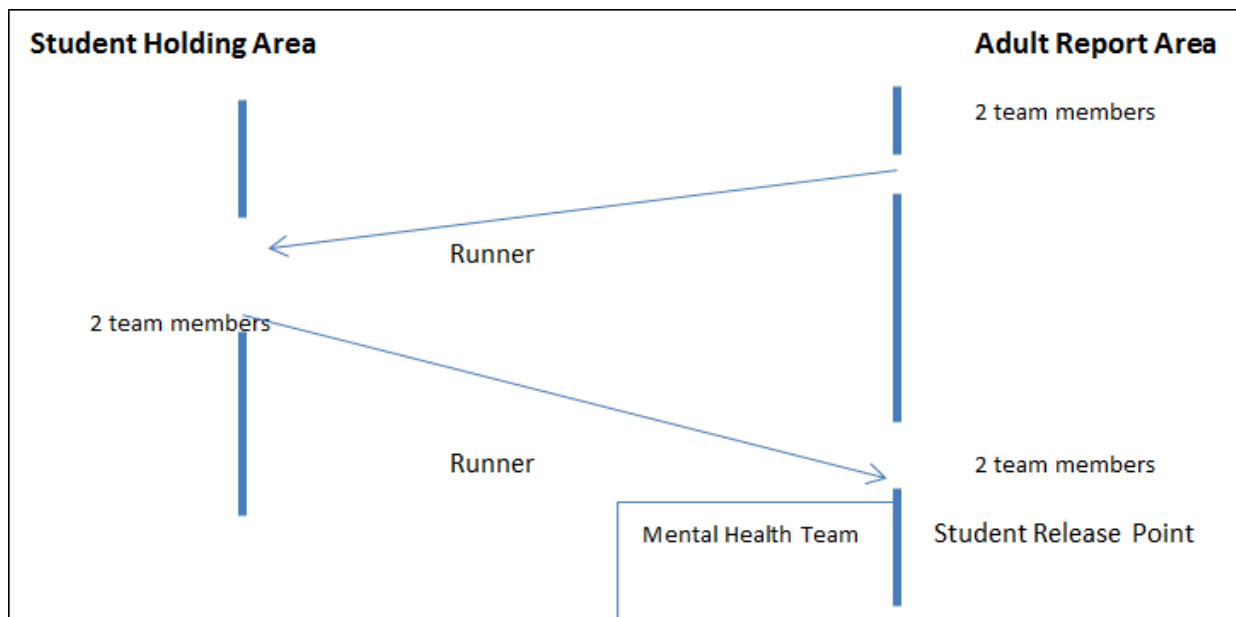 Student Holding Area
Adult Report Area
2 team members
Runner
2 team members
Runner
2 team members
Mental Health Team
Student Release Point